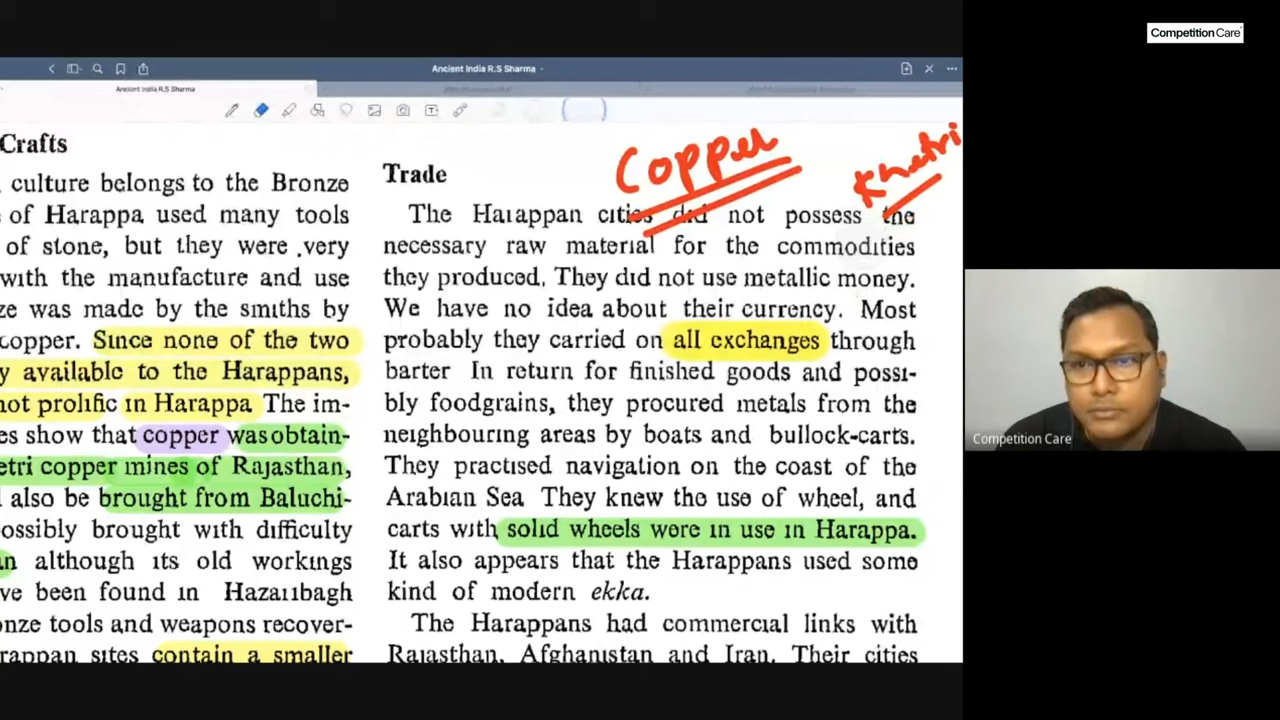 Competition Care
Ancient India R.S Sharma
Ancient India R.S Sharma
Copper
Khetri
Crafts
culture belongs to the Bronze
e of Harappa used many tools
of stone, but they were very
with the manufacture and use
ze was made by the smiths by
copper. Since none of the two
y available to the Harappans,
not prolific in Harappa The im-
es show that copper was obtain-
etri copper mines of Rajasthan,
d also be brought from Baluchi-
possibly brought with difficulty
an although its old workings
ve been found in Hazaribagh
onze tools and weapons recover-
arappan sites contain a smaller
Trade
The Harappan cities did not possess the
necessary raw material for the commodities
they produced. They did not use metallic money.
We have no idea about their currency. Most
probably they carried on all exchanges through
barter In return for finished goods and possi-
bly foodgrains, they procured metals from the
neighbouring areas by boats and bullock-carts.
They practised navigation on the coast of the
Arabian Sea They knew the use of wheel, and
carts with solid wheels were in use in Harappa.
It also appears that the Harappans used some
kind of modern ekka.
The Harappans had commercial links with
Rajasthan, Afghanistan and Iran. Their cities
Competition Care